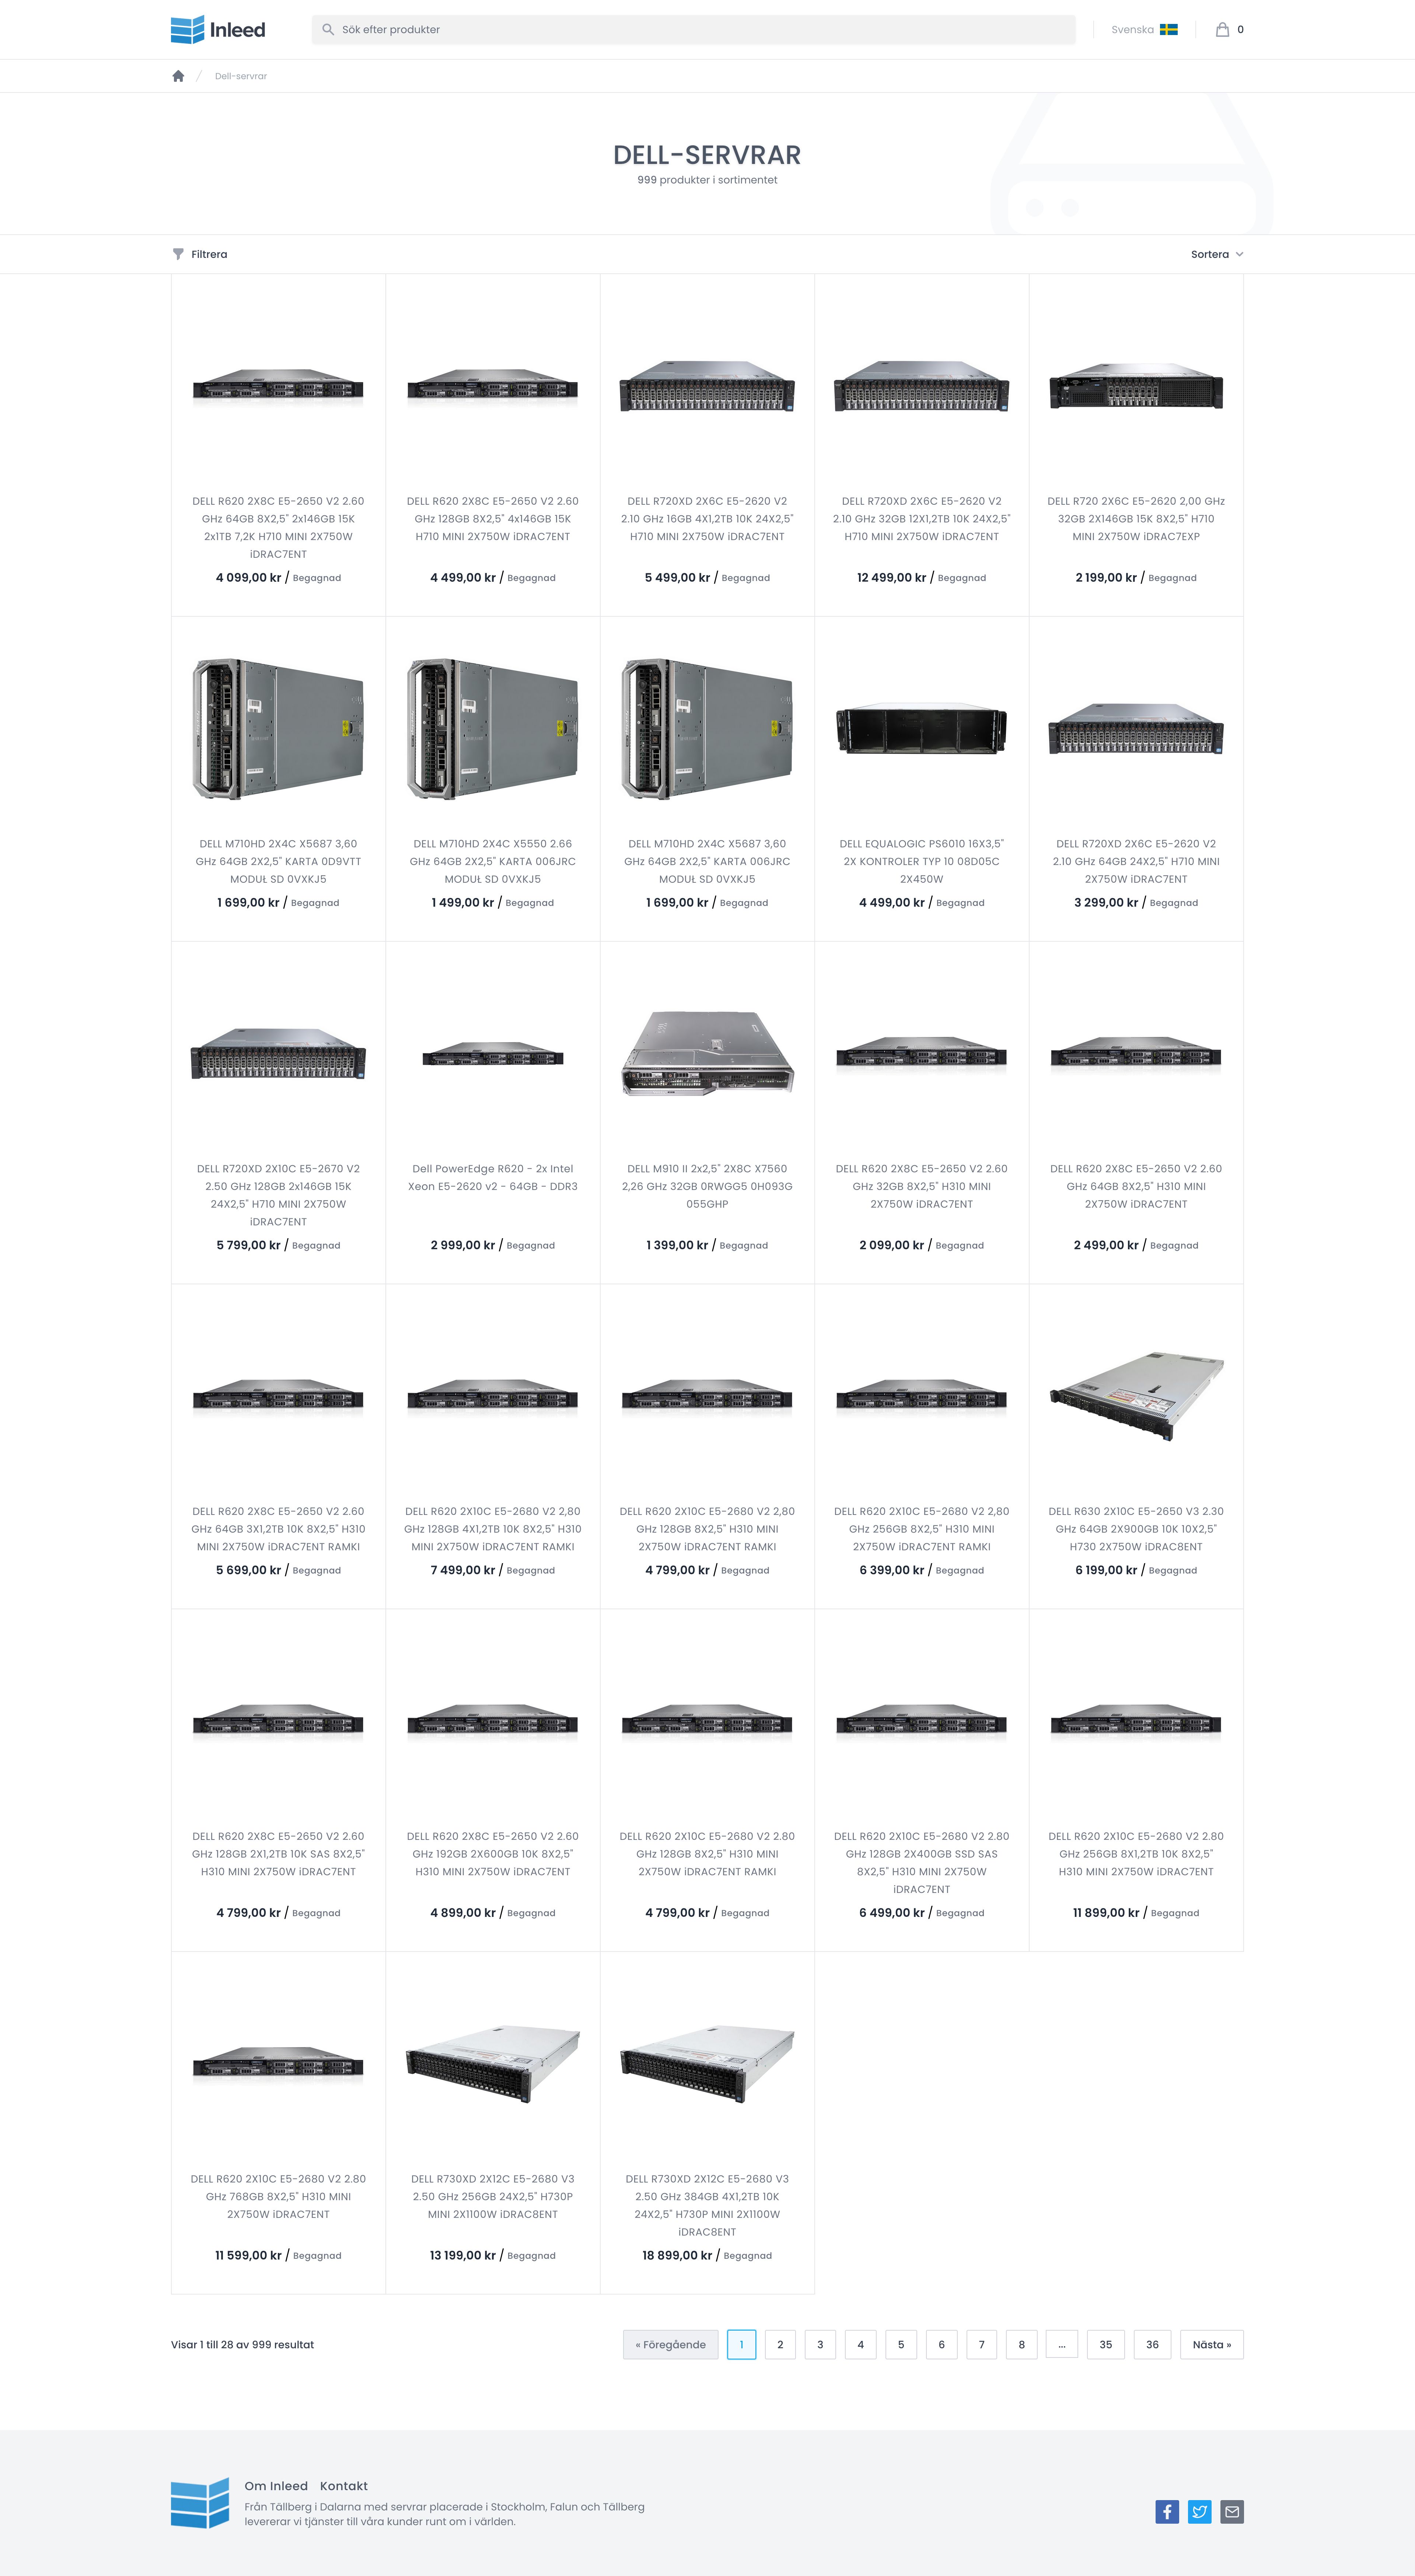 Inleed
Sök efter produkter
Svenska
0
Dell-servrar
DELL-SERVRAR
999 produkter i sortimentet
Filtrera
Sortera
DELL R620 2X8C E5-2650 V2 2.60
GHz 64GB 8X2,5" 2x146GB 15K
2x1TB 7,2K H710 MINI 2X750W
iDRAC7ENT
4 099,00 kr / Begagnad
DELL R620 2X8C E5-2650 V2 2.60
GHz 128GB 8X2,5" 4x146GB 15K
H710 MINI 2X750W iDRAC7ENT
4 499,00 kr / Begagnad
DELL R720XD 2X6C E5-2620 V2
2.10 GHz 16GB 4X1,2TB 10K 24X2,5"
H710 MINI 2X750W iDRAC7ENT
5 499,00 kr / Begagnad
DELL R720XD 2X6C E5-2620 V2
2.10 GHz 32GB 12X1,2TB 10K 24X2,5"
H710 MINI 2X750W iDRAC7ENT
12 499,00 kr / Begagnad
DELL R720 2X6C E5-2620 2,00 GHz
32GB 2X146GB 15K 8X2,5" H710
MINI 2X750W iDRAC7EXP
2 199,00 kr / Begagnad
DELL M710HD 2X4C X5687 3,60
GHz 64GB 2X2,5" KARTA 0D9VTT
MODUŁ SD 0VXKJ5
1 699,00 kr / Begagnad
DELL M710HD 2X4C X5550 2.66
GHz 64GB 2X2,5" KARTA 006JRC
MODUŁ SD 0VXKJ5
1 499,00 kr / Begagnad
DELL M710HD 2X4C X5687 3,60
GHz 64GB 2X2,5" KARTA 006JRC
MODUŁ SD 0VXKJ5
1 699,00 kr / Begagnad
DELL EQUALOGIC PS6010 16X3,5"
2X KONTROLER TYP 10 08D05C
2X450W
4 499,00 kr / Begagnad
DELL R720XD 2X6C E5-2620 V2
2.10 GHz 64GB 24X2,5" H710 MINI
2X750W iDRAC7ENT
3 299,00 kr / Begagnad
DELL R720XD 2X10C E5-2670 V2
2.50 GHz 128GB 2x146GB 15K
24X2,5" H710 MINI 2X750W
iDRAC7ENT
5 799,00 kr / Begagnad
Dell PowerEdge R620 - 2x Intel
Xeon E5-2620 v2 - 64GB - DDR3
2 999,00 kr / Begagnad
DELL M910 II 2x2,5" 2X8C X7560
2,26 GHz 32GB 0RWGG5 0H093G
055GHP
1 399,00 kr / Begagnad
DELL R620 2X8C E5-2650 V2 2.60
GHz 32GB 8X2,5" H310 MINI
2X750W iDRAC7ENT
2 099,00 kr / Begagnad
DELL R620 2X8C E5-2650 V2 2.60
GHz 64GB 8X2,5" H310 MINI
2X750W iDRAC7ENT
2 499,00 kr / Begagnad
DELL R620 2X8C E5-2650 V2 2.60
GHz 64GB 3X1,2TB 10K 8X2,5" H310
MINI 2X750W iDRAC7ENT RAMKI
5 699,00 kr / Begagnad
DELL R620 2X10C E5-2680 V2 2,80
GHz 128GB 4X1,2TB 10K 8X2,5" H310
MINI 2X750W iDRAC7ENT RAMKI
7 499,00 kr / Begagnad
DELL R620 2X10C E5-2680 V2 2,80
GHz 128GB 8X2,5" H310 MINI
2X750W iDRAC7ENT RAMKI
4 799,00 kr / Begagnad
DELL R620 2X10C E5-2680 V2 2,80
GHz 256GB 8X2,5" H310 MINI
2X750W iDRAC7ENT RAMKI
6 399,00 kr / Begagnad
DELL R630 2X10C E5-2650 V3 2.30
GHz 64GB 2X900GB 10K 10X2,5"
H730 2X750W iDRAC8ENT
6 199,00 kr / Begagnad
DELL R620 2X8C E5-2650 V2 2.60
GHz 128GB 2X1,2TB 10K SAS 8X2,5"
H310 MINI 2X750W iDRAC7ENT
4 799,00 kr / Begagnad
DELL R620 2X8C E5-2650 V2 2.60
GHz 192GB 2X600GB 10K 8X2,5"
H310 MINI 2X750W iDRAC7ENT
4 899,00 kr / Begagnad
DELL R620 2X10C E5-2680 V2 2.80
GHz 128GB 8X2,5" H310 MINI
2X750W iDRAC7ENT RAMKI
4 799,00 kr / Begagnad
DELL R620 2X10C E5-2680 V2 2.80
GHz 128GB 2X400GB SSD SAS
8X2,5" H310 MINI 2X750W
iDRAC7ENT
6 499,00 kr / Begagnad
DELL R620 2X10C E5-2680 V2 2.80
GHz 256GB 8X1,2TB 10K 8X2,5"
H310 MINI 2X750W iDRAC7ENT
11 899,00 kr / Begagnad
DELL R620 2X10C E5-2680 V2 2.80
GHz 768GB 8X2,5" H310 MINI
2X750W iDRAC7ENT
11 599,00 kr / Begagnad
DELL R730XD 2X12C E5-2680 V3
2.50 GHz 256GB 24X2,5" H730P
MINI 2X1100W iDRAC8ENT
13 199,00 kr / Begagnad
DELL R730XD 2X12C E5-2680 V3
2.50 GHz 384GB 4X1,2TB 10K
24X2,5" H730P MINI 2X1100W
iDRAC8ENT
18 899,00 kr / Begagnad
Visar 1 till 28 av 999 resultat
« Föregående 1 2 3 4 5 6 7 8 ... 35 36 Nästa »
Om Inleed Kontakt
Från Tällberg i Dalarna med servrar placerade i Stockholm, Falun och Tällberg
levererar vi tjänster till våra kunder runt om i världen.